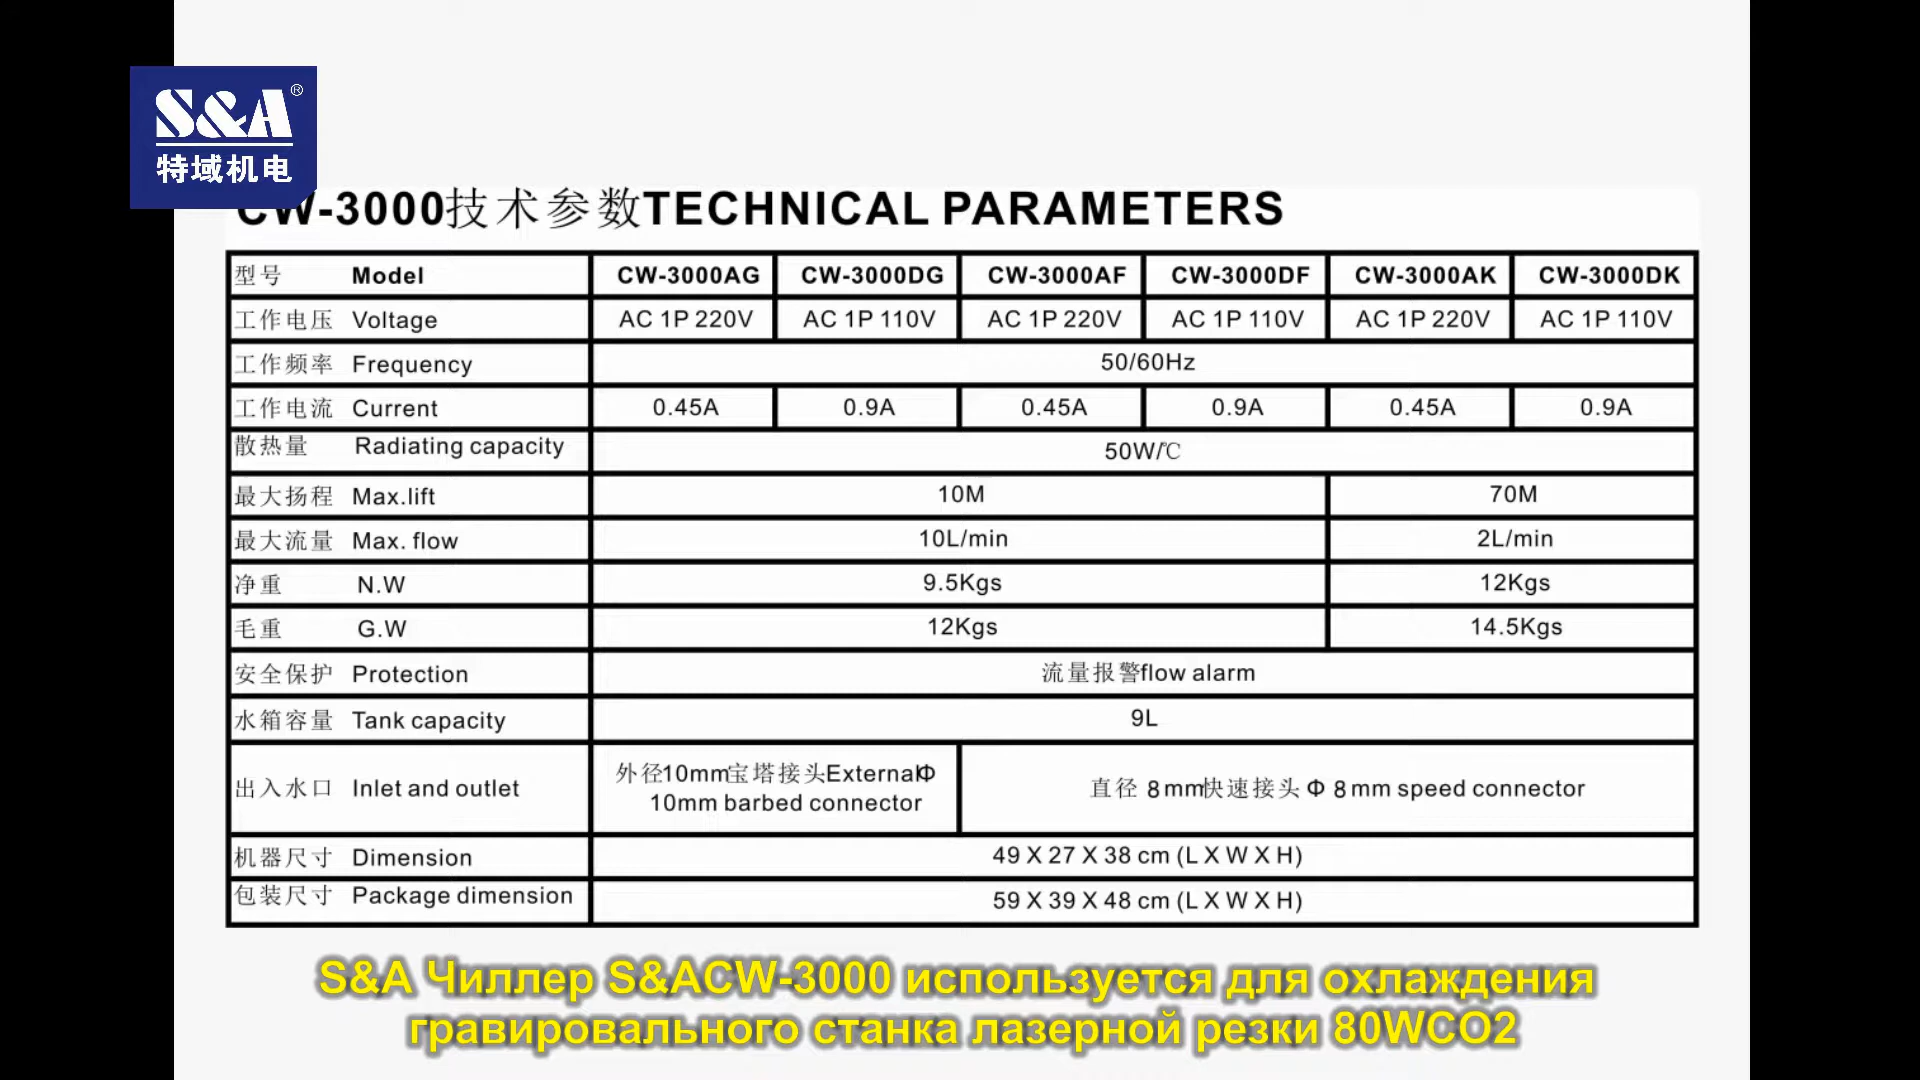 S&A®
特域机电
CW-3000技术参数TECHNICAL PARAMETERS
型号 Model CW-3000AG CW-3000DG CW-3000AF CW-3000DF CW-3000AK CW-3000DK
工作电压 Voltage AC 1P 220V AC 1P 110V AC 1P 220V AC 1P 110V AC 1P 220V AC 1P 110V
工作频率 Frequency 50/60Hz
工作电流 Current 0.45A 0.9A 0.45A 0.9A 0.45A 0.9A
散热量 Radiating capacity 50W/℃
最大扬程 Max.lift 10M 70M
最大流量 Max. flow 10L/min 2L/min
净重 N.W 9.5Kgs 12Kgs
毛重 G.W 12Kgs 14.5Kgs
安全保护 Protection 流量报警flow alarm
水箱容量 Tank capacity 9L
出入水口 Inlet and outlet 外径10mm宝塔接头ExternalΦ
10mm barbed connector 直径 8mm快速接头 Φ 8mm speed connector
机器尺寸 Dimension 49 X 27 X 38 cm (L X W X H)
包装尺寸 Package dimension 59 X 39 X 48 cm (L X W X H)
S&A Чиллер S&ACW-3000 используется для охлаждения
гравировального станка лазерной резки 80WCO2